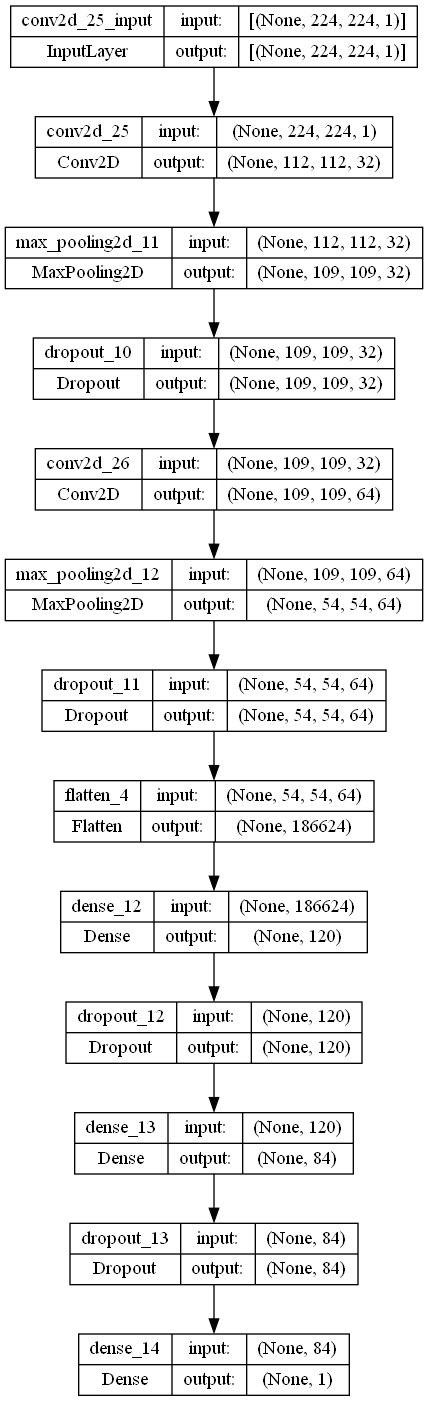 conv2d_25_input input: [(None, 224, 224, 1)]
InputLayer output: [(None, 224, 224, 1)]
conv2d_25 input: (None, 224, 224, 1)
Conv2D output: (None, 112, 112, 32)
max_pooling2d_11 input: (None, 112, 112, 32)
MaxPooling2D output: (None, 109, 109, 32)
dropout_10 input: (None, 109, 109, 32)
Dropout output: (None, 109, 109, 32)
conv2d_26 input: (None, 109, 109, 32)
Conv2D output: (None, 109, 109, 64)
max_pooling2d_12 input: (None, 109, 109, 64)
MaxPooling2D output: (None, 54, 54, 64)
dropout_11 input: (None, 54, 54, 64)
Dropout output: (None, 54, 54, 64)
flatten_4 input: (None, 54, 54, 64)
Flatten output: (None, 186624)
dense_12 input: (None, 186624)
Dense output: (None, 120)
dropout_12 input: (None, 120)
Dropout output: (None, 120)
dense_13 input: (None, 120)
Dense output: (None, 84)
dropout_13 input: (None, 84)
Dropout output: (None, 84)
dense_14 input: (None, 84)
Dense output: (None, 1)